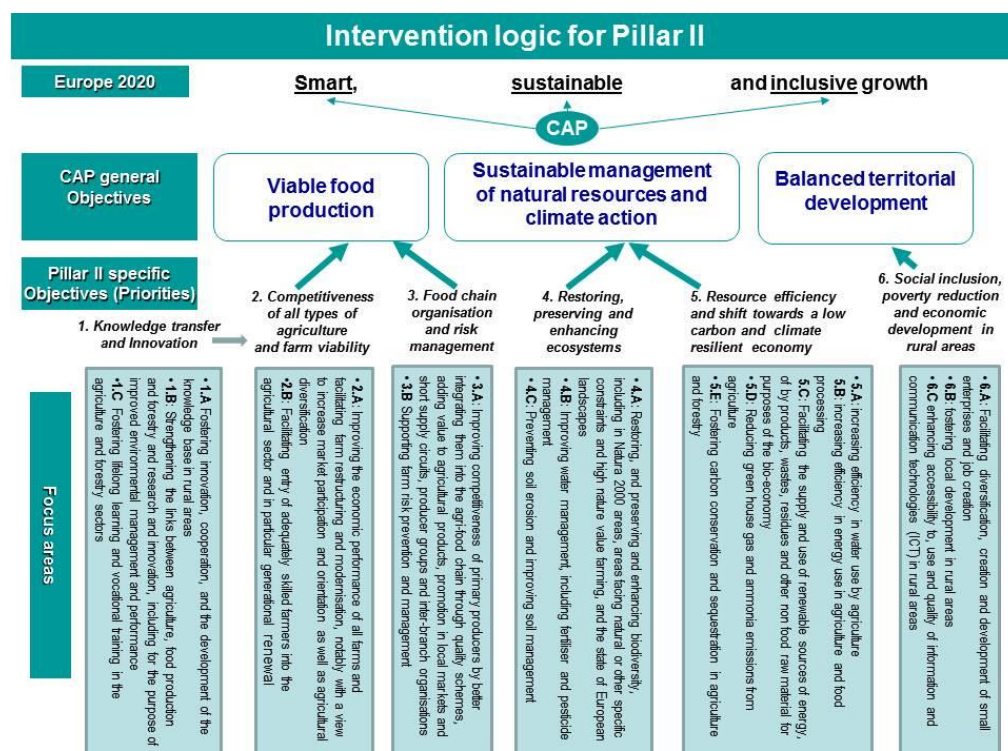 Intervention logic for Pillar II
Europe 2020
Smart,
sustainable
and inclusive growth
CAP
CAP general
Objectives
Viable food
production
Sustainable management
of natural resources and
climate action
Balanced territorial
development
Pillar II specific
Objectives (Priorities)
1. Knowledge transfer
and Innovation
2. Competitiveness
of all types of
agriculture
and farm viability
3. Food chain
organisation
and risk
management
4. Restoring,
preserving and
enhancing
ecosystems
5. Resource efficiency
and shift towards a low
carbon and climate
resilient economy
6. Social inclusion,
poverty reduction
and economic
development in
rural areas
Focus areas
•1.A Fostering innovation, cooperation, and the development of the
knowledge base in rural areas
•1.B: Strengthening the links between agriculture, food production
and forestry and research and innovation, including for the purpose of
improved environmental management and performance
•1.C Fostering lifelong learning and vocational training in the
agriculture and forestry sectors
•2.A: Improving the economic performance of all farms and
facilitating farm restructuring and modernisation, notably with a view
to increase market participation and orientation as well as agricultural
diversification
•2.B: Facilitating entry of adequately skilled farmers into the
agricultural sector and in particular generational renewal
•3.A: Improving competitiveness of primary producers by better
integrating them into the agri-food chain through quality schemes,
adding value to agricultural products, promotion in local markets and
short supply circuits, producer groups and inter-branch organisations
•3.B Supporting farm risk prevention and management
•4.A: Restoring, and preserving and enhancing biodiversity,
including in Natura 2000 areas, areas facing natural or other specific
constraints and high nature value farming, and the state of European
landscapes
•4.B: Improving water management, including fertiliser and pesticide
management
•4.C: Preventing soil erosion and improving soil management
•5.A: increasing efficiency in water use by agriculture
5.B: increasing efficiency in energy use in agriculture and food
processing
5.C: Facilitating the supply and use of renewable sources of energy,
of by products, wastes, residues and other non food raw material for
purposes of the bio-economy
•5.D: Reducing green house gas and ammonia emissions from
agriculture
•5.E: Fostering carbon conservation and sequestration in agriculture
and forestry
•6.A: Facilitating diversification, creation and development of small
enterprises and job creation
•6.B: fostering local development in rural areas
•6.C enhancing accessibility to, use and quality of information and
communication technologies (ICT) in rural areas